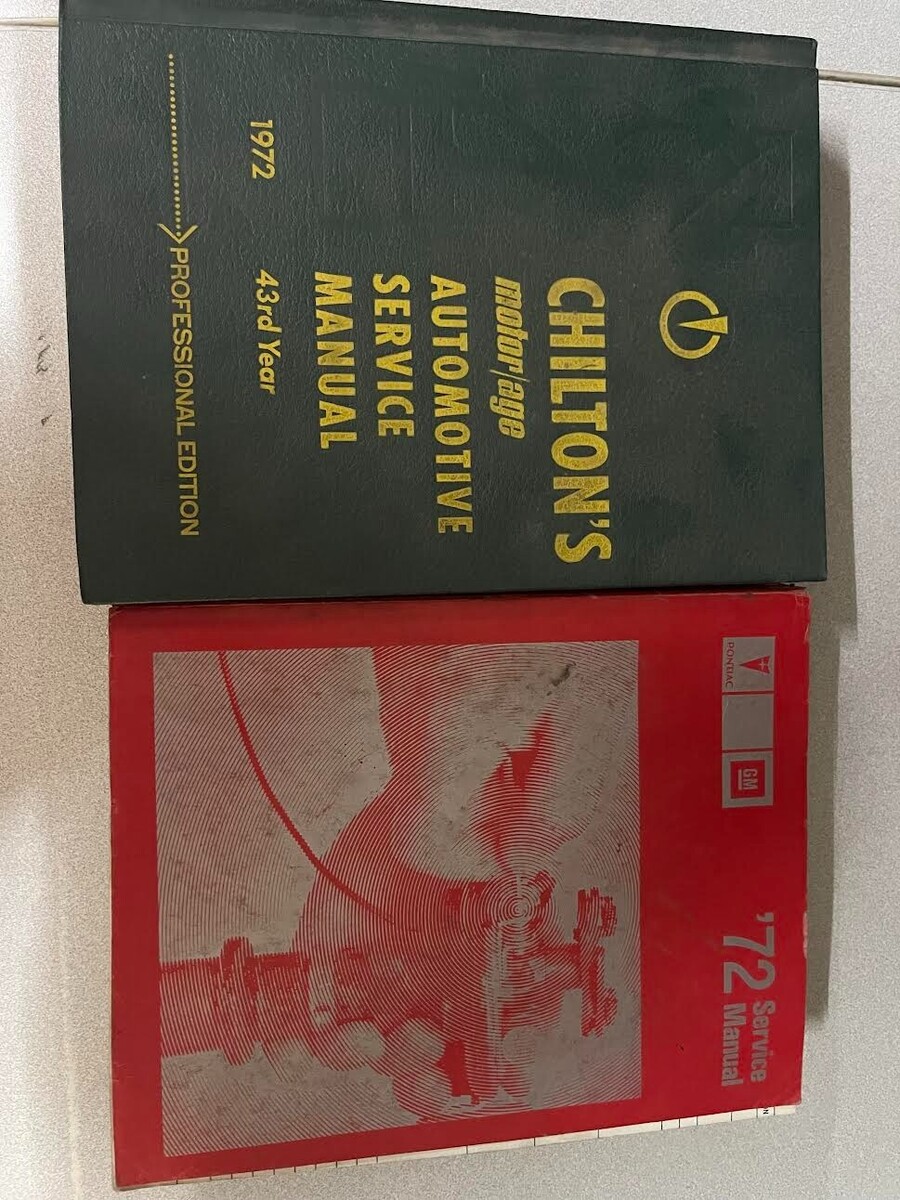 CHILTON'S
motor/age
AUTOMOTIVE
SERVICE
MANUAL
1972 43rd Year
PROFESSIONAL EDITION
PONTIAC
GM
'72 Service
Manual